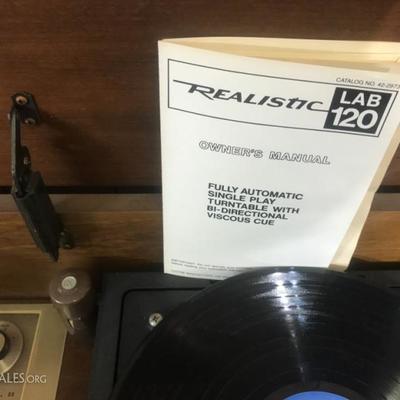 CATALOG NO. 42-2973
REALISTIC
LAB
120
OWNER'S MANUAL
FULLY AUTOMATIC
SINGLE PLAY
TURNTABLE WITH
BI-DIRECTIONAL
VISCOUS CUE
ALES.ORG